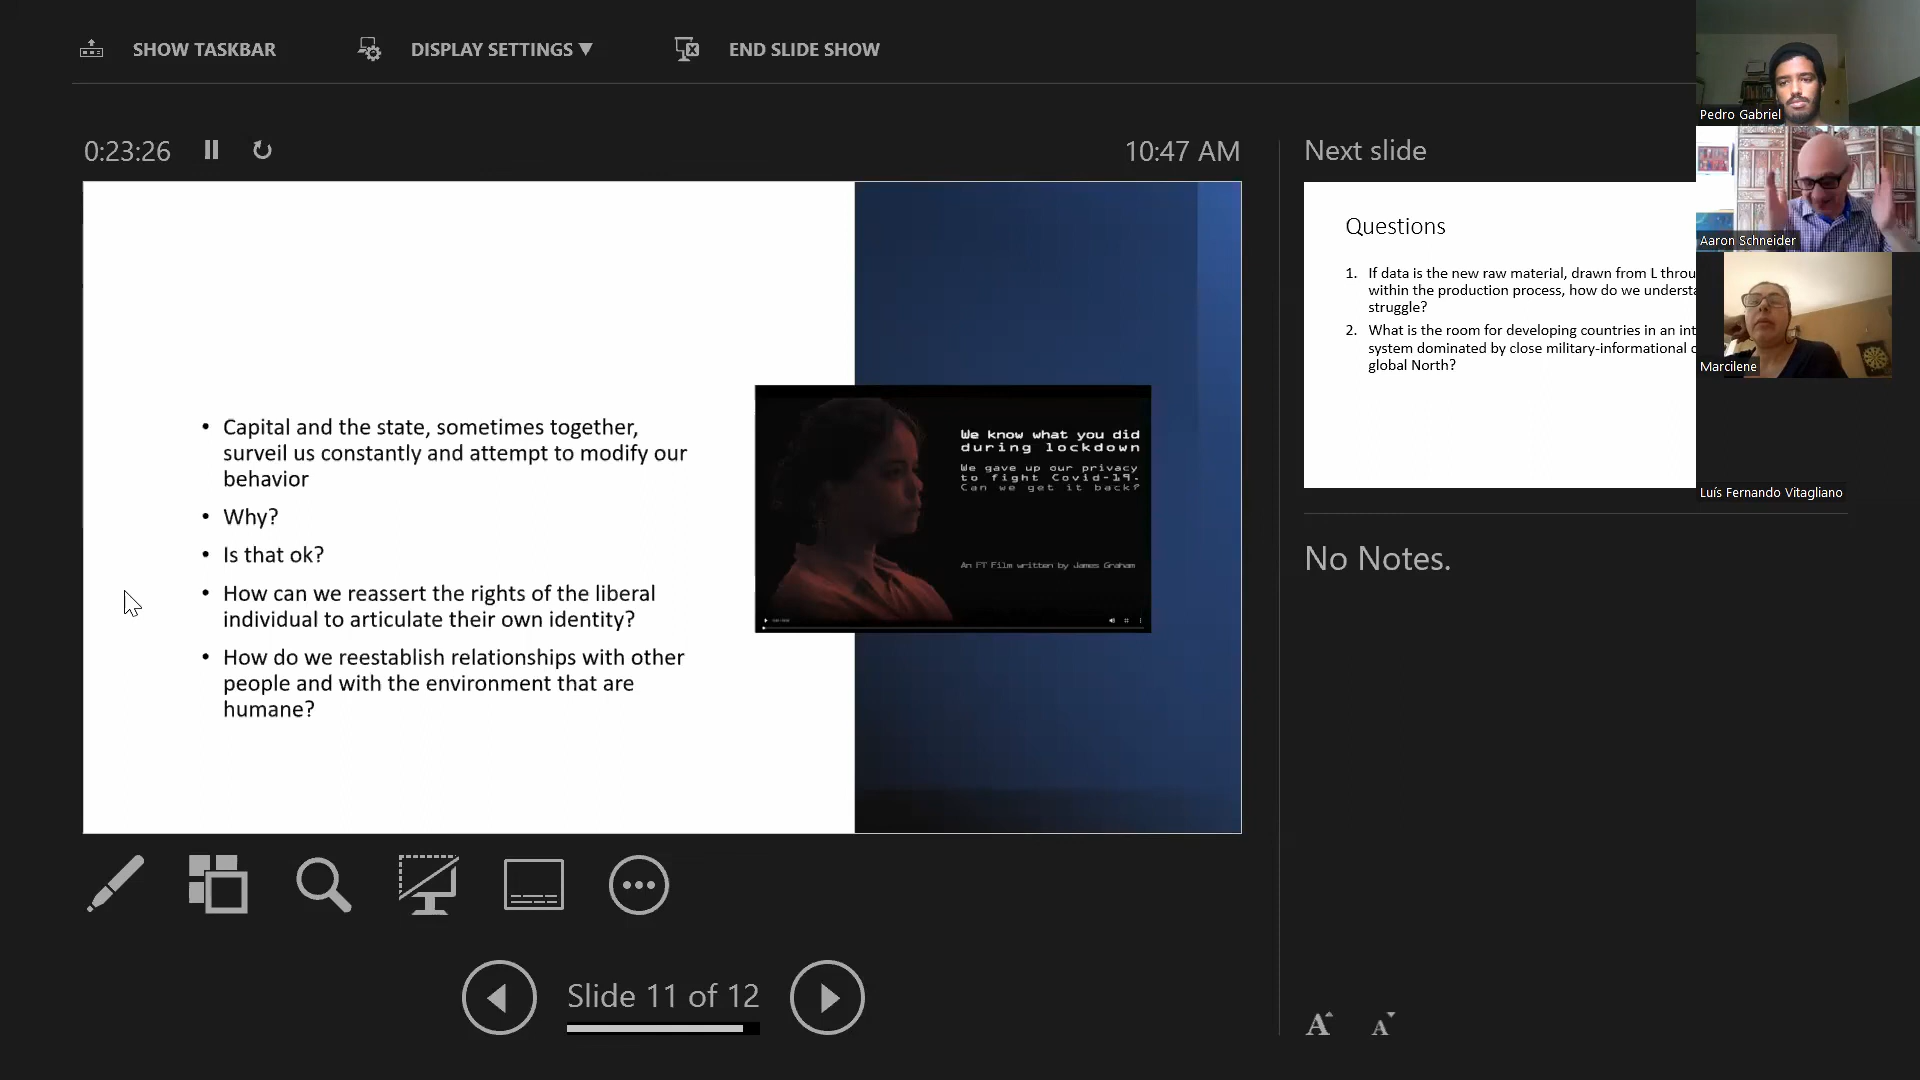 SHOW TASKBAR
DISPLAY SETTINGS ▼
END SLIDE SHOW
0:23:26
10:47 AM
Next slide
• Capital and the state, sometimes together,
surveil us constantly and attempt to modify our
behavior
• Why?
• Is that ok?
• How can we reassert the rights of the liberal
individual to articulate their own identity?
• How do we reestablish relationships with other
people and with the environment that are
humane?
We know what you did
during lockdown
We gave up our privacy
to fight Covid-19.
Can we get it back?
An FT Film written by James Graham
Questions
1. If data is the new raw material, drawn from L throu
within the production process, how do we understa
struggle?
2. What is the room for developing countries in an int
system dominated by close military-informational c
global North?
Pedro Gabriel
Aaron Schneider
Marcilene
Luís Fernando Vitagliano
No Notes.
Slide 11 of 12
A
A